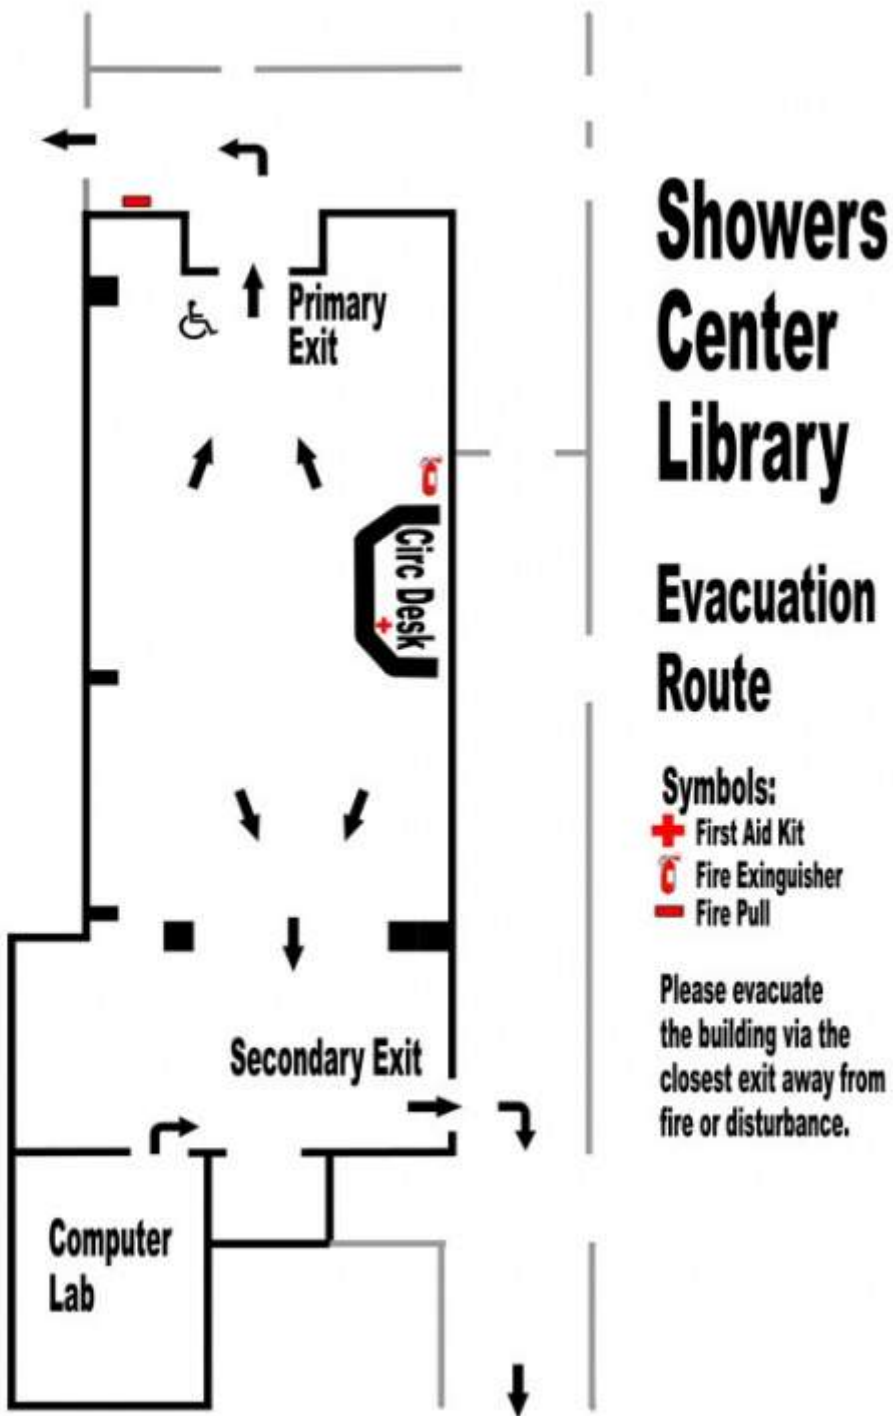 Showers
Center
Library
Evacuation
Route
Symbols:
First Aid Kit
Fire Exinguisher
Fire Pull
Please evacuate
the building via the
closest exit away from
fire or disturbance.
Primary
Exit
Circ Desk
Secondary Exit
Computer
Lab